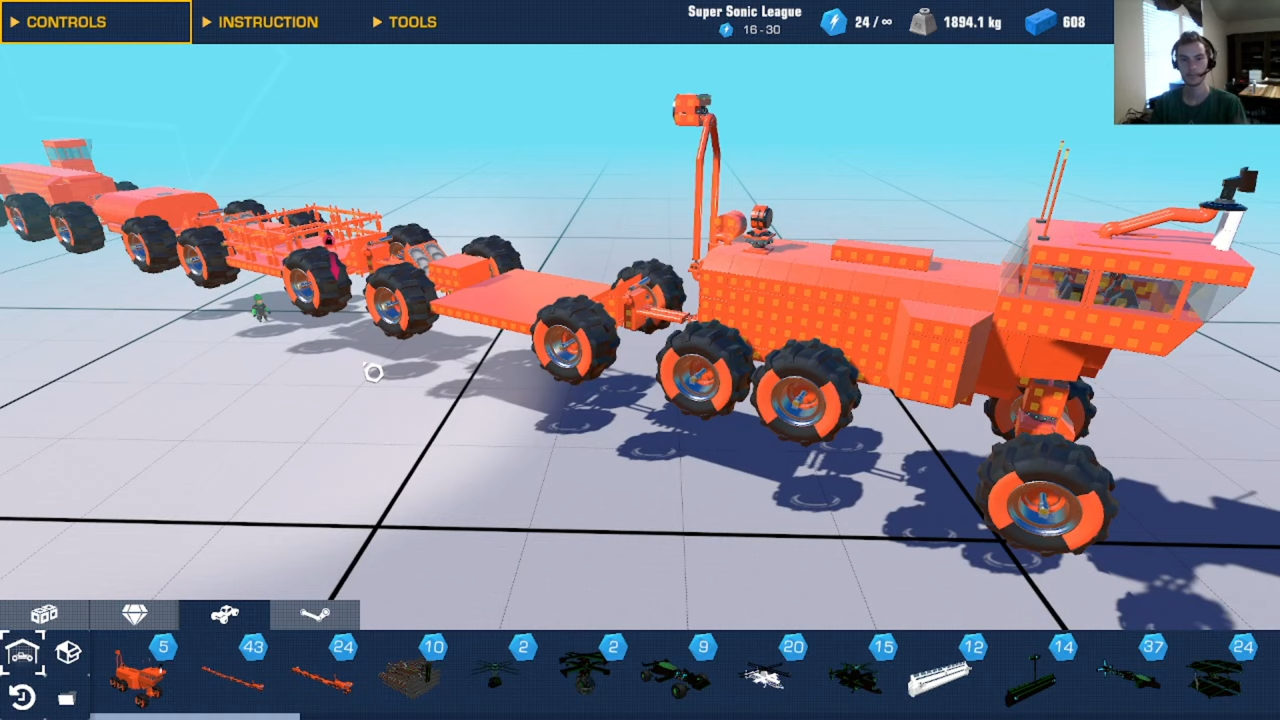 CONTROLS
INSTRUCTION
TOOLS
Super Sonic League
16 - 30
24 / ∞
1894.1 kg
608
5
43
24
10
2
2
9
20
15
12
14
37
24